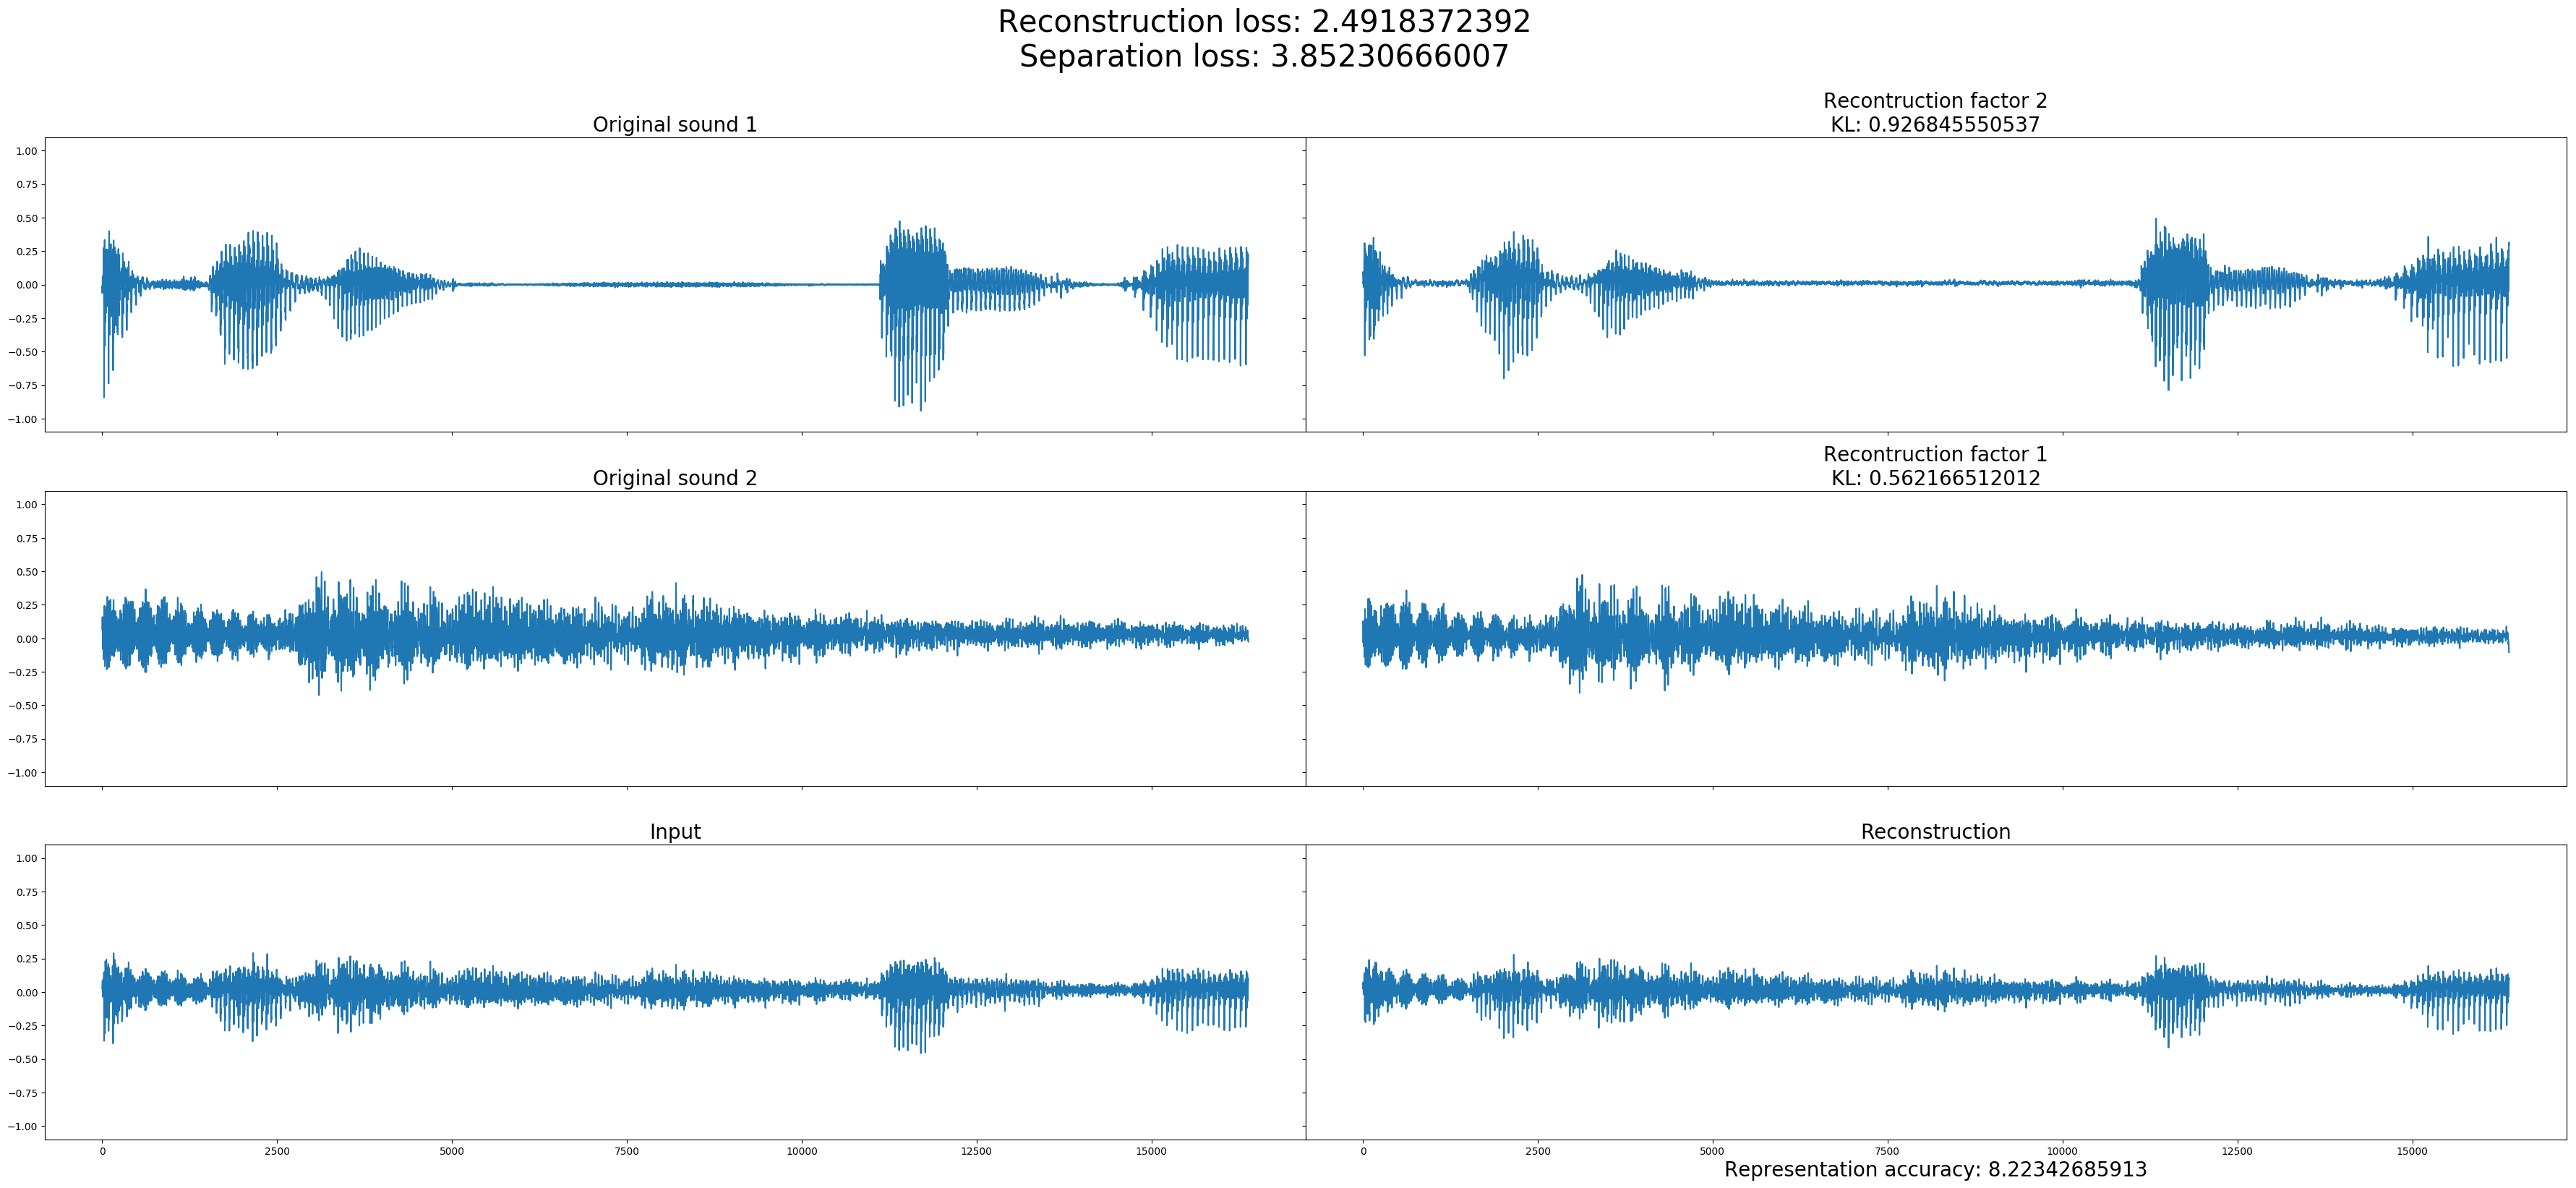 Reconstruction loss: 2.4918372392
Separation loss: 3.85230666007
Original sound 1
Recontruction factor 2
KL: 0.926845550537
1.00
0.75
0.50
0.25
0.00
−0.25
−0.50
−0.75
−1.00
Original sound 2
Recontruction factor 1
KL: 0.562166512012
1.00
0.75
0.50
0.25
0.00
−0.25
−0.50
−0.75
−1.00
Input
Reconstruction
1.00
0.75
0.50
0.25
0.00
−0.25
−0.50
−0.75
−1.00
0 2500 5000 7500 10000 12500 15000
0 2500 5000 7500 10000 12500 15000
Representation accuracy: 8.22342685913